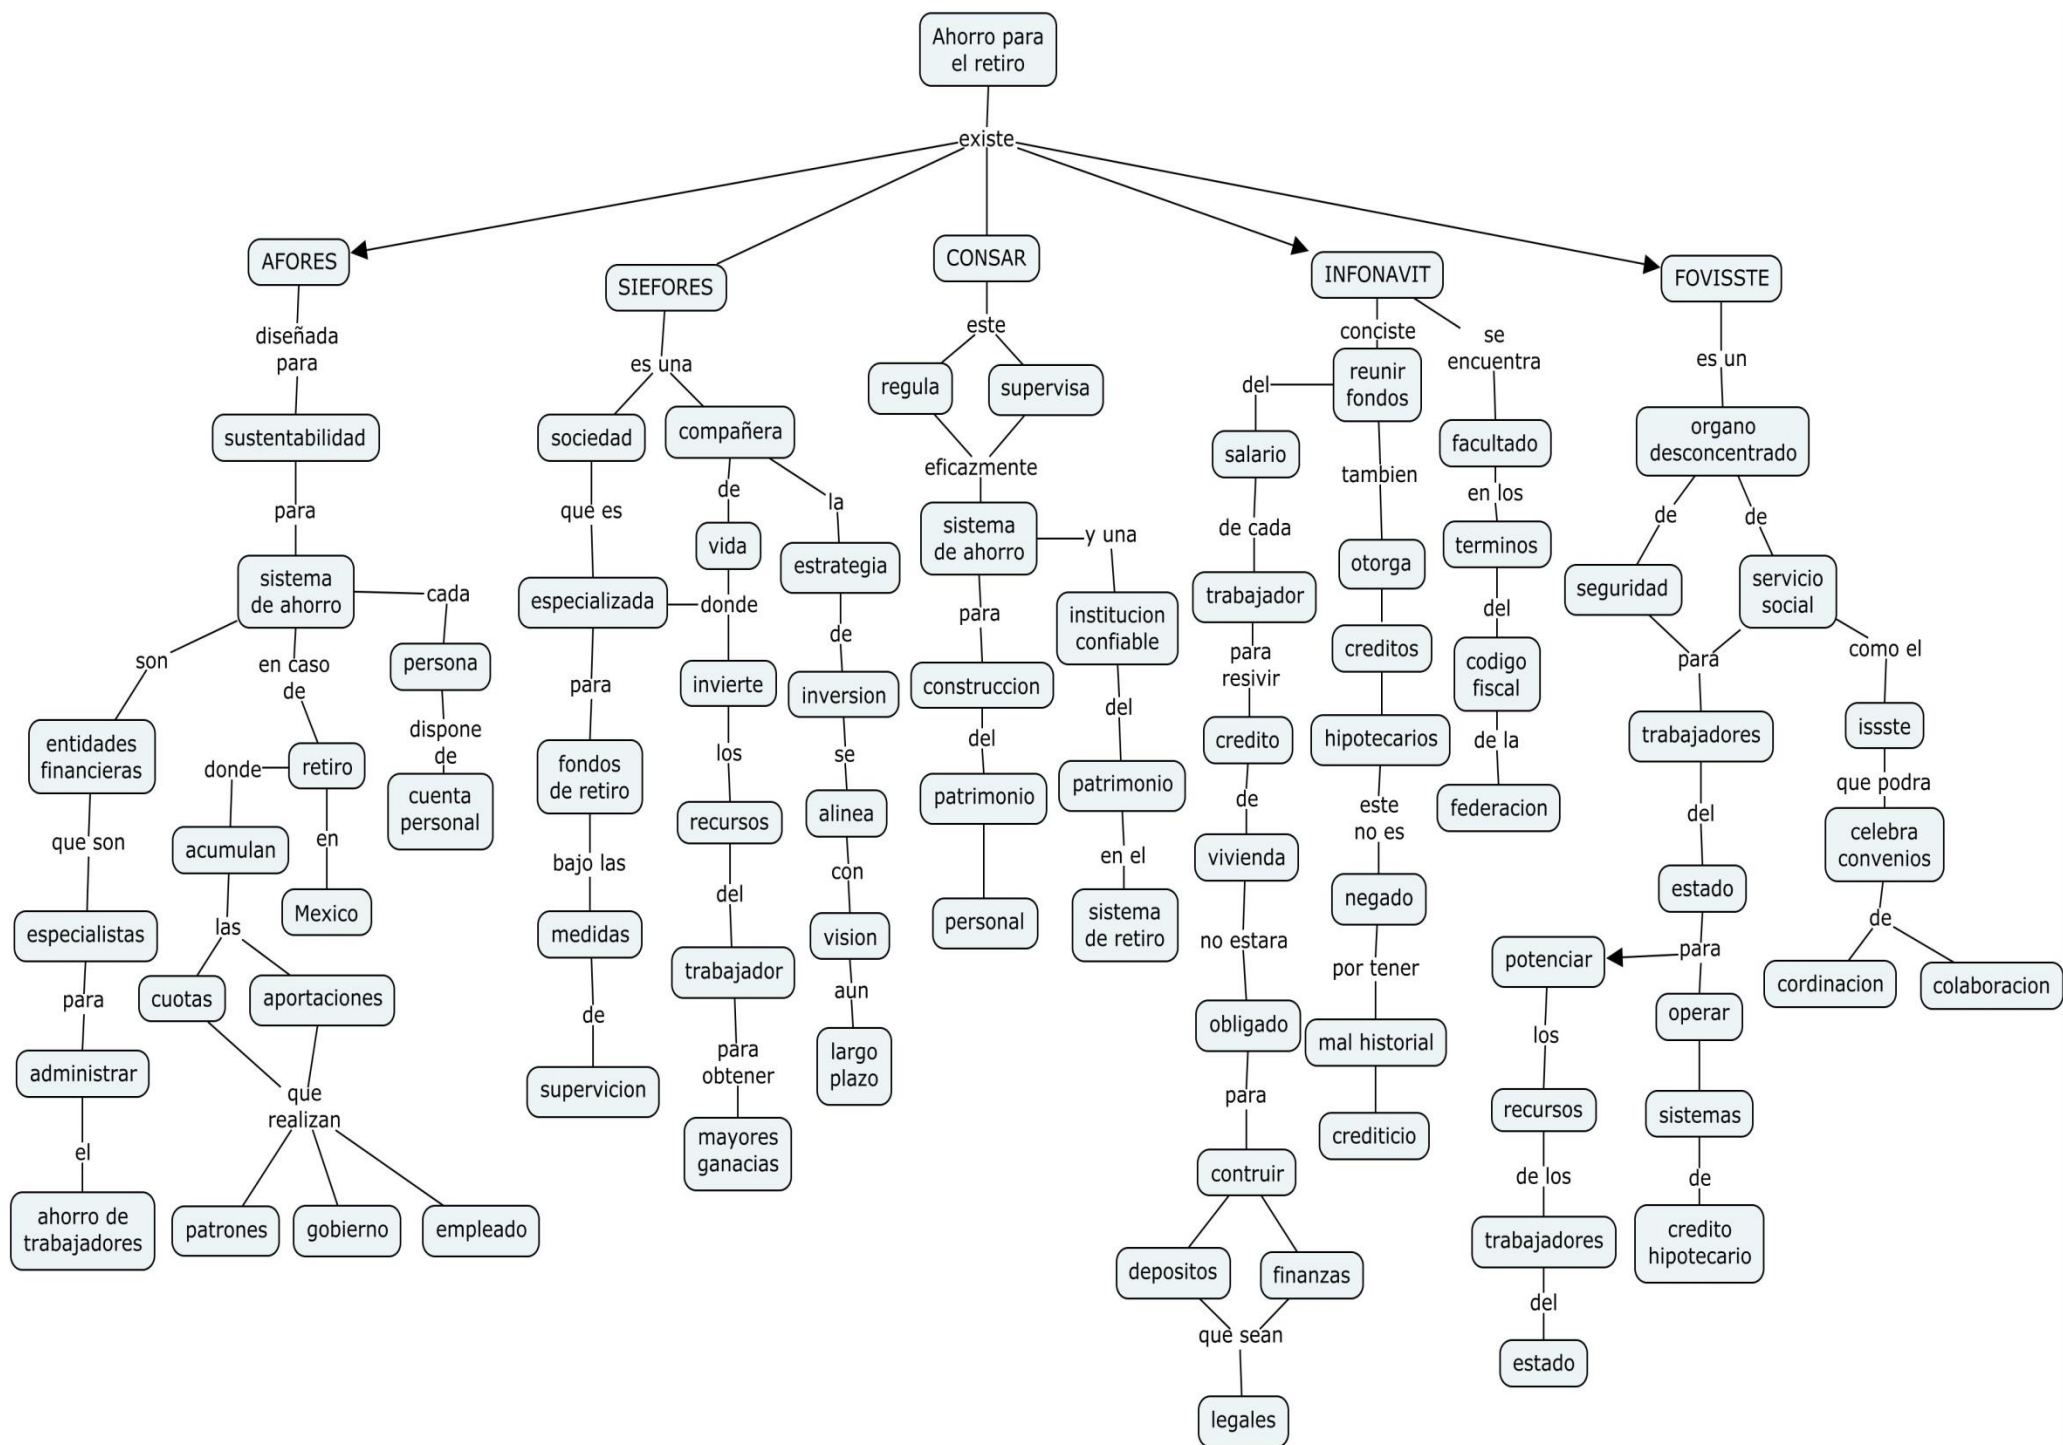 Ahorro para
el retiro
existe
AFORES
diseñada
para
sustentabilidad
para
sistema
de ahorro
son
entidades
financieras
que son
especialistas
para
administrar
el
ahorro de
trabajadores
en caso
de
retiro
donde
acumulan
las
cuotas
aportaciones
que
realizan
patrones
gobierno
empleado
en
Mexico
cada
persona
dispone
de
cuenta
personal
SIEFORES
es una
sociedad
que es
especializada
para
fondos
de retiro
bajo las
medidas
de
supervicion
compañera
de
vida
donde
invierte
los
recursos
del
trabajador
para
obtener
mayores
ganacias
la
estrategia
de
inversion
se
alinea
con
vision
aun
largo
plazo
CONSAR
este
regula
supervisa
eficazmente
sistema
de ahorro
para
construccion
del
patrimonio
personal
y una
institucion
confiable
del
patrimonio
en el
sistema
de retiro
INFONAVIT
conciste
reunir
fondos
del
salario
de cada
trabajador
para
resivir
credito
de
vivienda
no estara
obligado
para
contruir
depositos
finanzas
que sean
legales
tambien
otorga
creditos
hipotecarios
este
no es
negado
por tener
mal historial
crediticio
se
encuentra
facultado
en los
terminos
del
codigo
fiscal
de la
federacion
FOVISSTE
es un
organo
desconcentrado
de
seguridad
de
servicio
social
para
trabajadores
del
estado
para
potenciar
los
recursos
de los
trabajadores
del
estado
operar
sistemas
de
credito
hipotecario
como el
issste
que podra
celebra
convenios
de
cordinacion
colaboracion